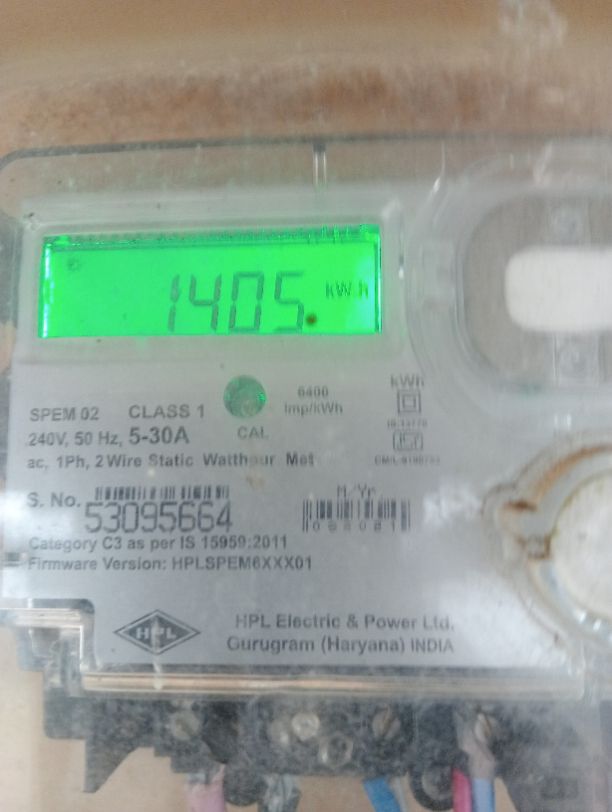 1405 kW h
6400
kWh
SPEM 02 CLASS 1
Imp/kWh
240V, 50 Hz, 5-30A
CAL
ac, 1Ph, 2 Wire Static Watthour Met
S. No. 53095664
M/Yr
Category C3 as per IS 15959:2011
Firmware Version: HPLSPEM6XXX01
HPL
HPL Electric & Power Ltd.
Gurugram (Haryana) INDIA